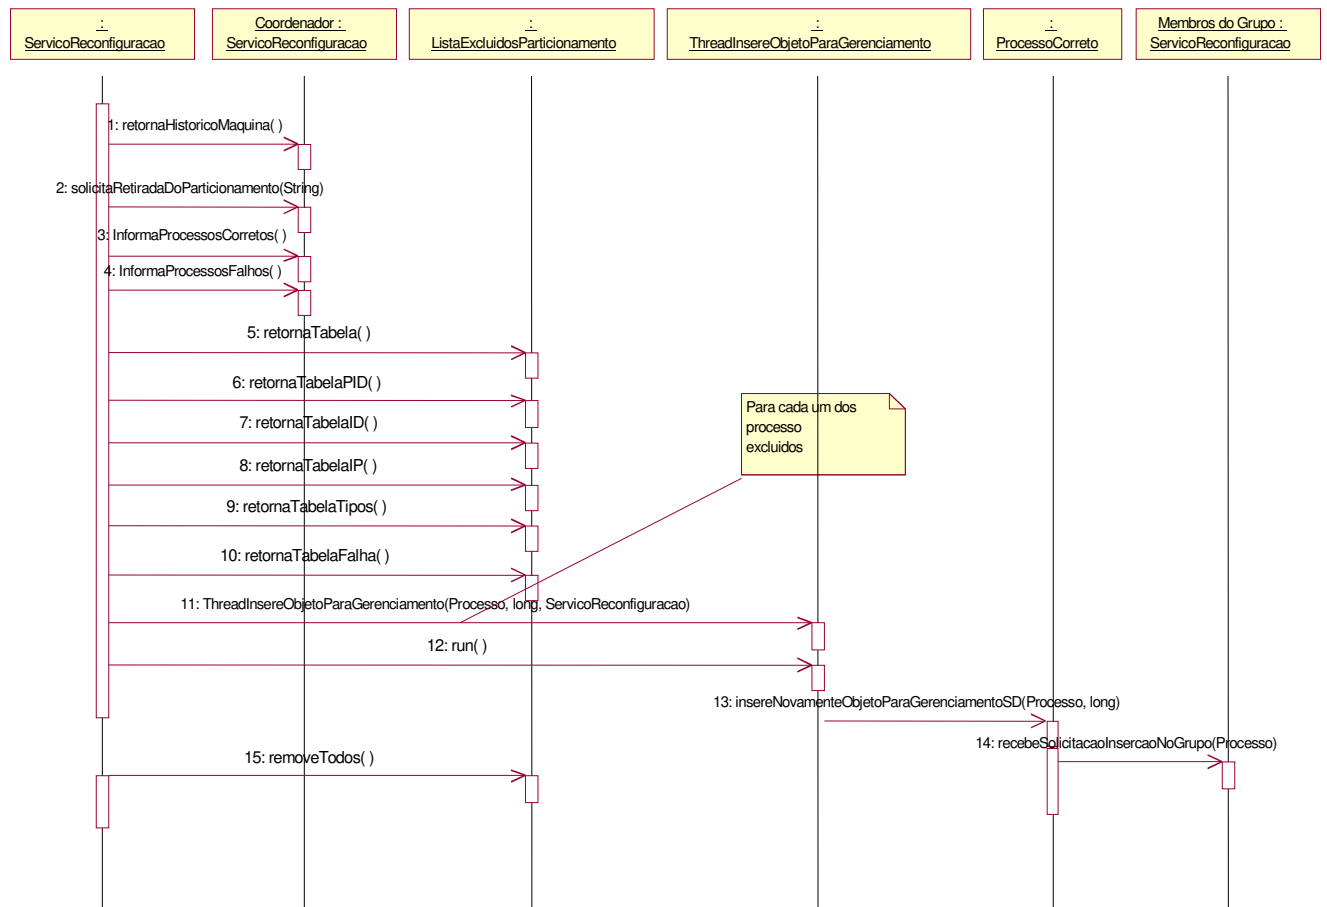 :
ServicoReconfiguracao
Coordenador :
ServicoReconfiguracao
:
ListaExcluidosParticionamento
:
ThreadInsereObjetoParaGerenciamento
:
ProcessoCorreto
Membros do Grupo :
ServicoReconfiguracao
1: retornaHistoricoMaquina( )
2: solicitaRetiradaDoParticionamento(String)
3: InformaProcessosCorretos( )
4: InformaProcessosFalhos( )
5: retornaTabela( )
6: retornaTabelaPID( )
Para cada um dos
processo
excluidos
7: retornaTabelaID( )
8: retornaTabelaIP( )
9: retornaTabelaTipos( )
10: retornaTabelaFalha( )
11: ThreadInsereObjetoParaGerenciamento(Processo, long, ServicoReconfiguracao)
12: run( )
13: insereNovamenteObjetoParaGerenciamentoSD(Processo, long)
14: recebeSolicitacaoInsercaoNoGrupo(Processo)
15: removeTodos( )